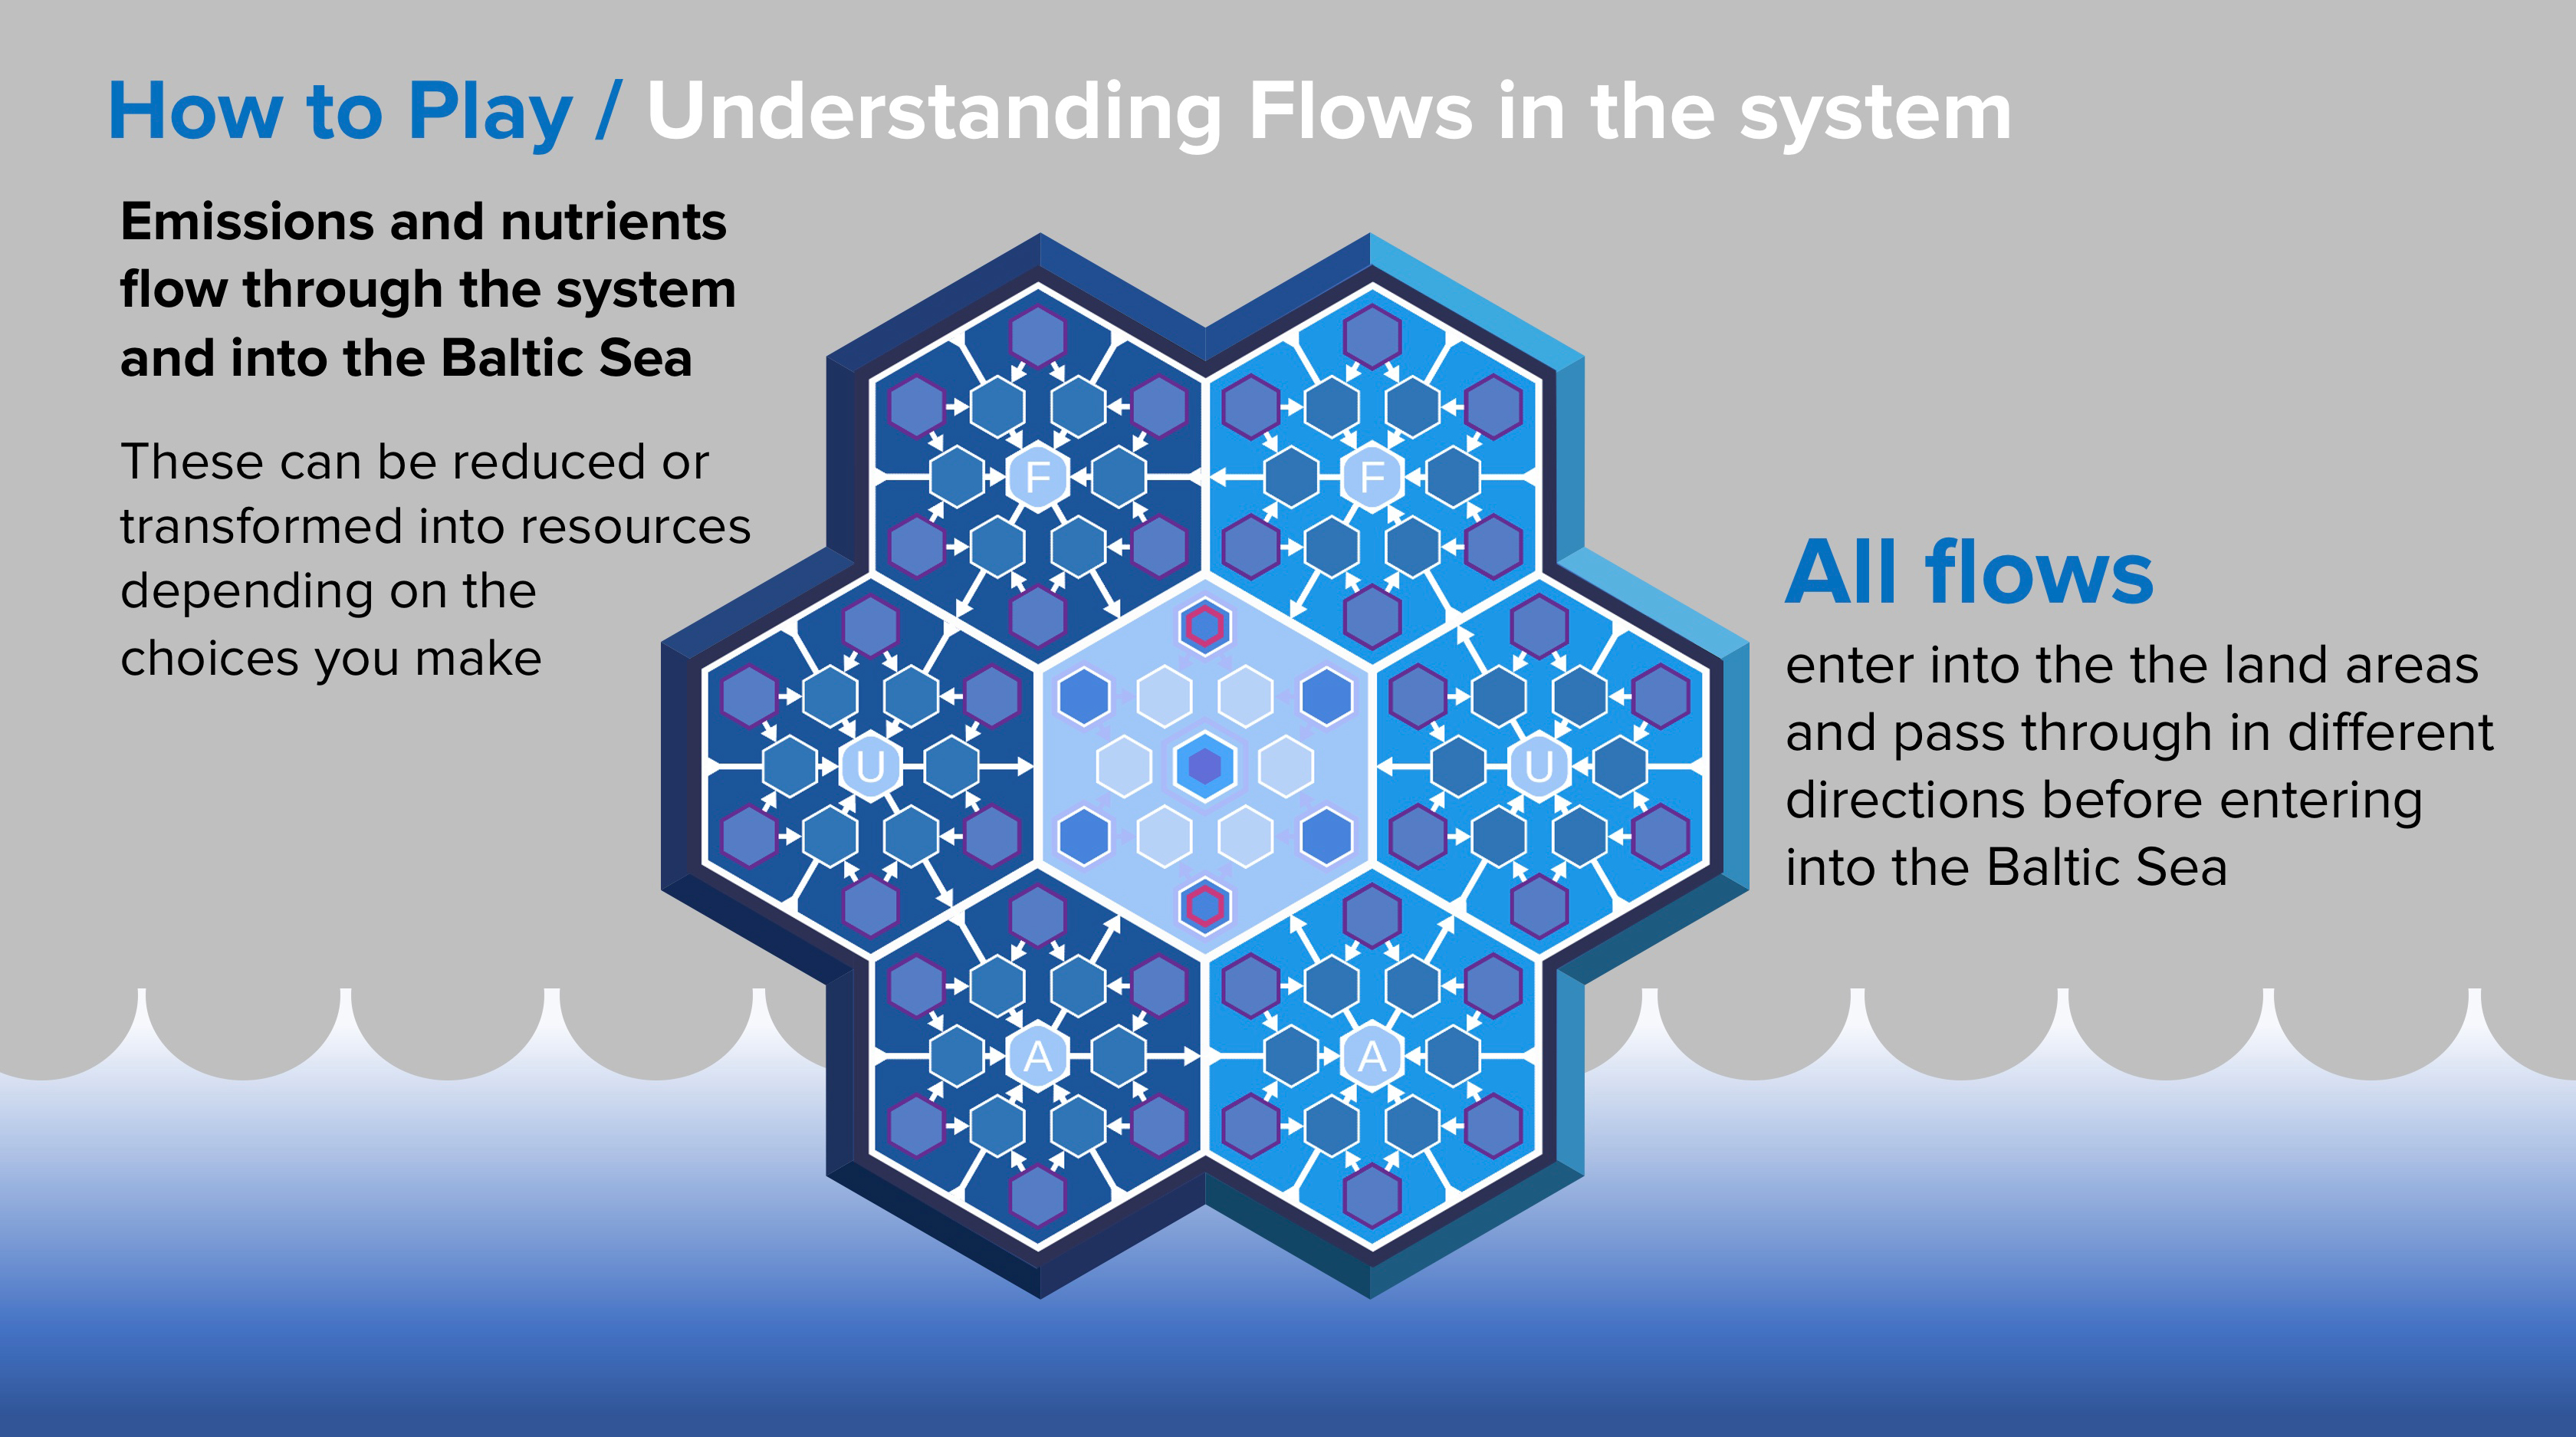 How to Play / Understanding Flows in the system
Emissions and nutrients
flow through the system
and into the Baltic Sea
These can be reduced or
transformed into resources
depending on the
choices you make
F
F
U
U
A
A
All flows
enter into the the land areas
and pass through in different
directions before entering
into the Baltic Sea